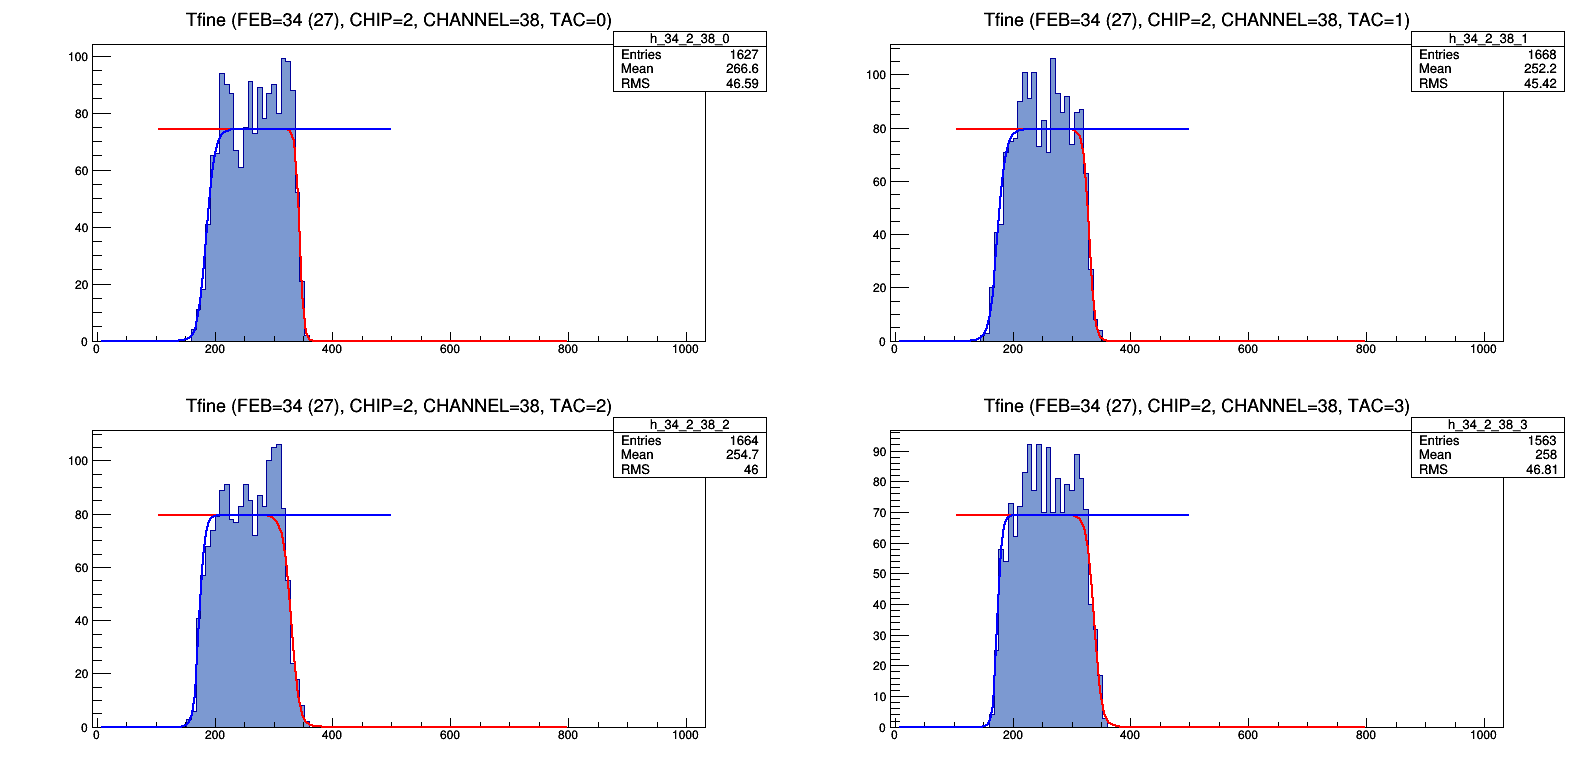 Tfine (FEB=34 (27), CHIP=2, CHANNEL=38, TAC=0)
h_34_2_38_0
Entries 1627
Mean 266.6
RMS 46.59
100
80
60
40
20
0
0 200 400 600 800 1000
Tfine (FEB=34 (27), CHIP=2, CHANNEL=38, TAC=1)
h_34_2_38_1
Entries 1668
Mean 252.2
RMS 45.42
100
80
60
40
20
0
0 200 400 600 800 1000
Tfine (FEB=34 (27), CHIP=2, CHANNEL=38, TAC=2)
h_34_2_38_2
Entries 1664
Mean 254.7
RMS 46
100
80
60
40
20
0
0 200 400 600 800 1000
Tfine (FEB=34 (27), CHIP=2, CHANNEL=38, TAC=3)
h_34_2_38_3
Entries 1563
Mean 258
RMS 46.81
90
80
70
60
50
40
30
20
10
0
0 200 400 600 800 1000